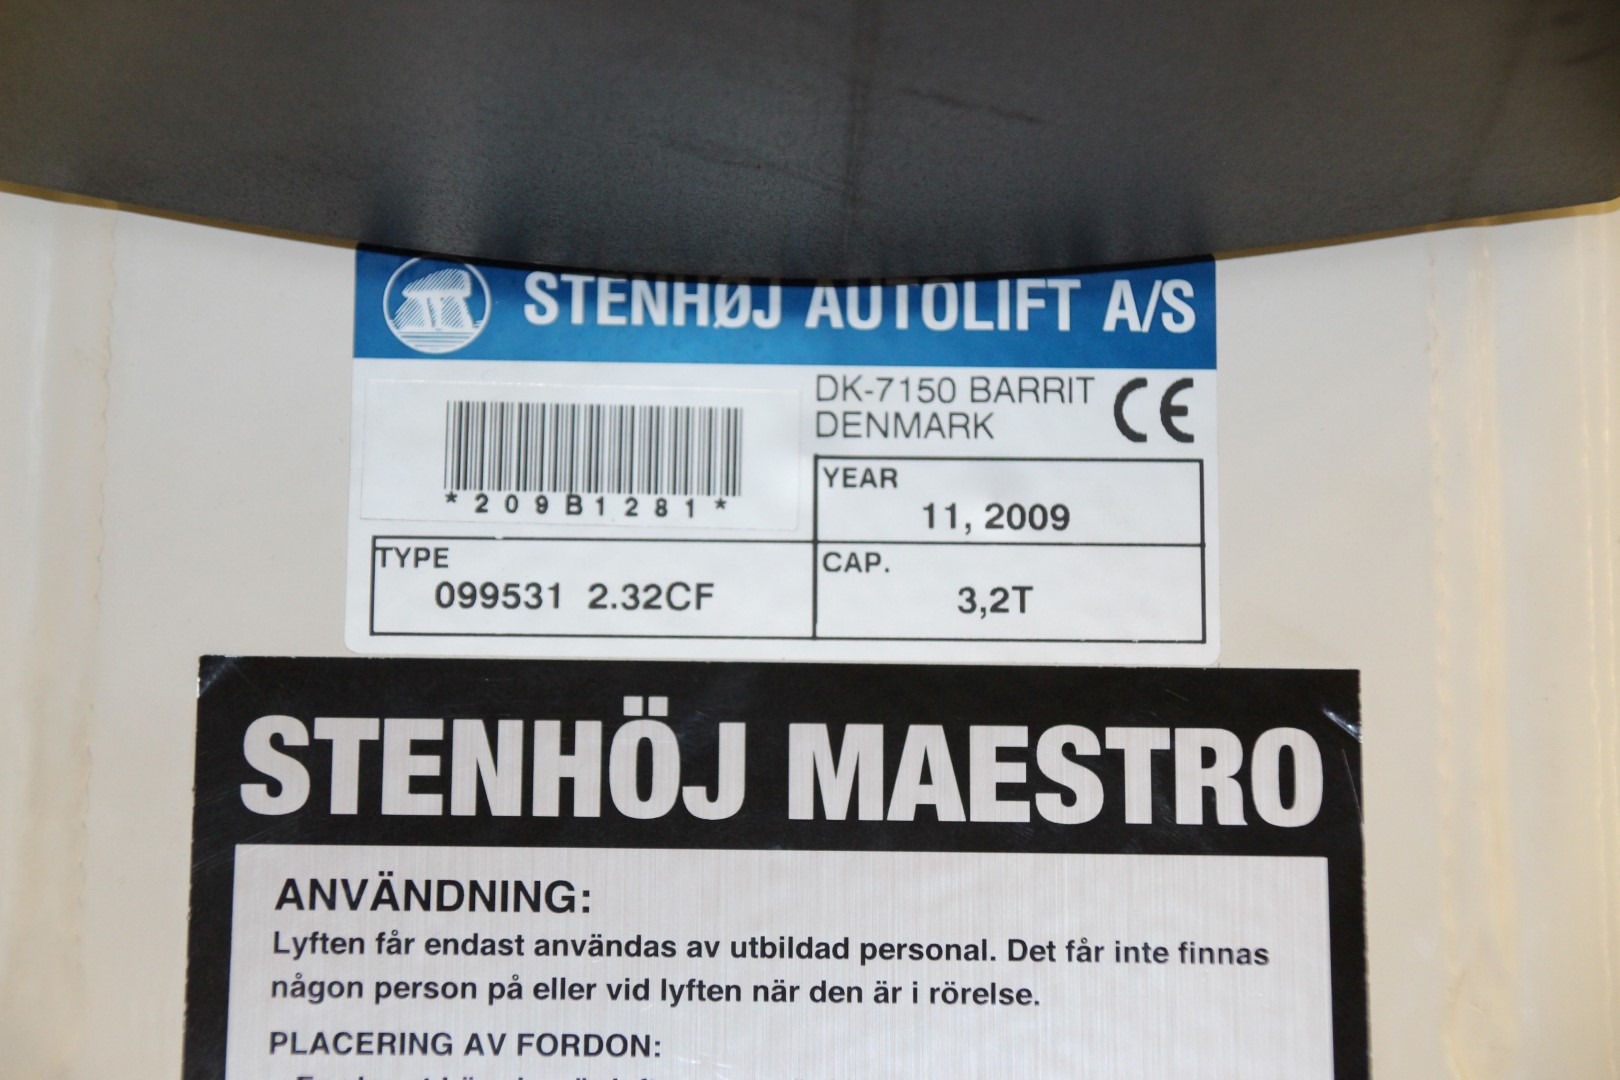 STENHØJ AUTOLIFT A/S
DK-7150 BARRIT
DENMARK
CE
*209B1281*
YEAR
11, 2009
TYPE
099531 2.32CF
CAP.
3,2T
STENHÖJ MAESTRO
ANVÄNDNING:
Lyften får endast användas av utbildad personal. Det får inte finnas
någon person på eller vid lyften när den är i rörelse.
PLACERING AV FORDON: